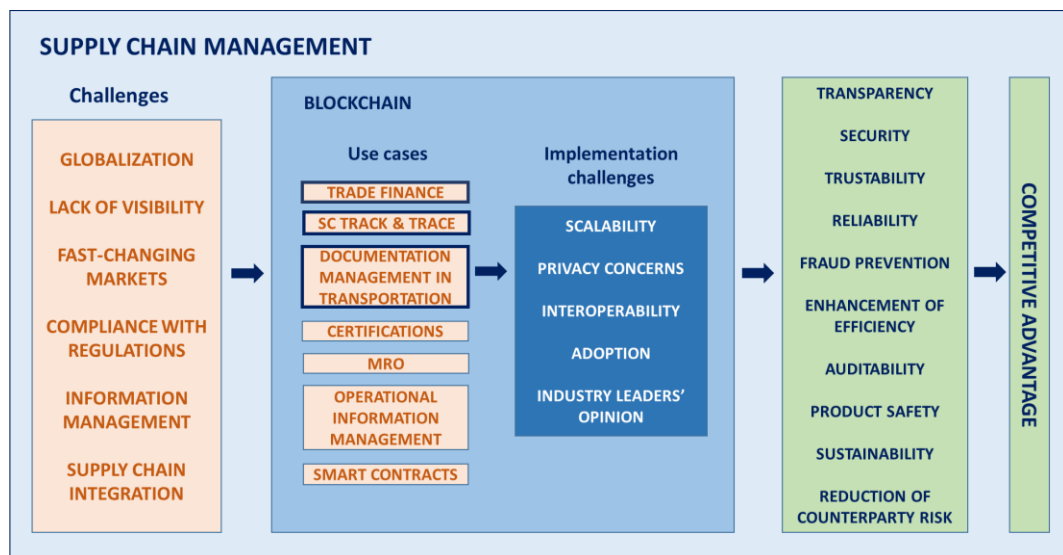 SUPPLY CHAIN MANAGEMENT
Challenges
GLOBALIZATION
LACK OF VISIBILITY
FAST-CHANGING
MARKETS
COMPLIANCE WITH
REGULATIONS
INFORMATION
MANAGEMENT
SUPPLY CHAIN
INTEGRATION
BLOCKCHAIN
Use cases
TRADE FINANCE
SC TRACK & TRACE
DOCUMENTATION
MANAGEMENT IN
TRANSPORTATION
CERTIFICATIONS
MRO
OPERATIONAL
INFORMATION
MANAGEMENT
SMART CONTRACTS
Implementation
challenges
SCALABILITY
PRIVACY CONCERNS
INTEROPERABILITY
ADOPTION
INDUSTRY LEADERS’
OPINION
TRANSPARENCY
SECURITY
TRUSTABILITY
RELIABILITY
FRAUD PREVENTION
ENHANCEMENT OF
EFFICIENCY
AUDITABILITY
PRODUCT SAFETY
SUSTAINABILITY
REDUCTION OF
COUNTERPARTY RISK
COMPETITIVE ADVANTAGE